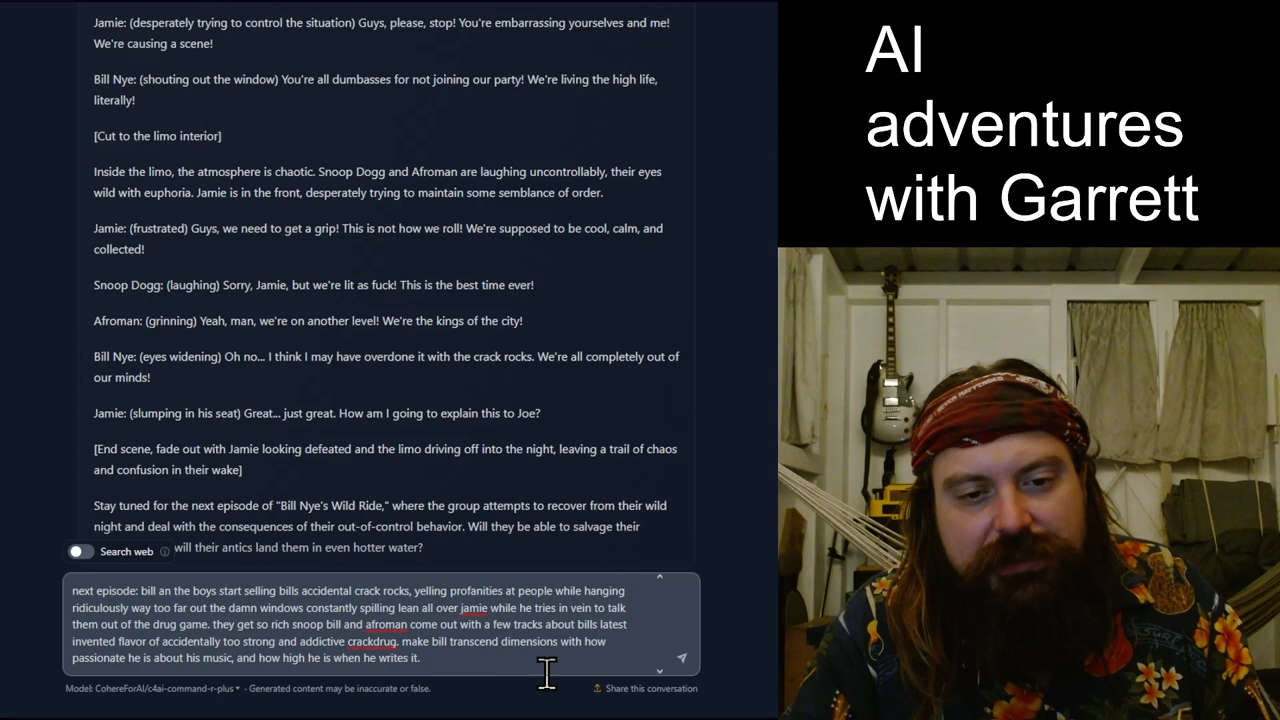 Jamie: (desperately trying to control the situation) Guys, please, stop! You're embarrassing yourselves and me!
We're causing a scene!
Bill Nye: (shouting out the window) You're all dumbasses for not joining our party! We're living the high life,
literally!
[Cut to the limo interior]
Inside the limo, the atmosphere is chaotic. Snoop Dogg and Afroman are laughing uncontrollably, their eyes
wild with euphoria. Jamie is in the front, desperately trying to maintain some semblance of order.
Jamie: (frustrated) Guys, we need to get a grip! This is not how we roll! We're supposed to be cool, calm, and
collected!
Snoop Dogg: (laughing) Sorry, Jamie, but we're lit as fuck! This is the best time ever!
Afroman: (grinning) Yeah, man, we're on another level! We're the kings of the city!
Bill Nye: (eyes widening) Oh no... I think I may have overdone it with the crack rocks. We're all completely out of
our minds!
Jamie: (slumping in his seat) Great... just great. How am I going to explain this to Joe?
[End scene, fade out with Jamie looking defeated and the limo driving off into the night, leaving a trail of chaos
and confusion in their wake]
Stay tuned for the next episode of "Bill Nye's Wild Ride," where the group attempts to recover from their wild
night and deal with the consequences of their out-of-control behavior. Will they be able to salvage their
will their antics land them in even hotter water?
Search web
next episode: bill an the boys start selling bills accidental crack rocks, yelling profanities at people while hanging
ridiculously way too far out the damn windows constantly spilling lean all over jamie while he tries in vein to talk
them out of the drug game. they get so rich snoop bill and afroman come out with a few tracks about bills latest
invented flavor of accidentally too strong and addictive crackdrug. make bill transcend dimensions with how
passionate he is about his music, and how high he is when he writes it.
Model: CohereForAI/c4ai-command-r-plus · Generated content may be inaccurate or false.
Share this conversation
AI
adventures
with Garrett